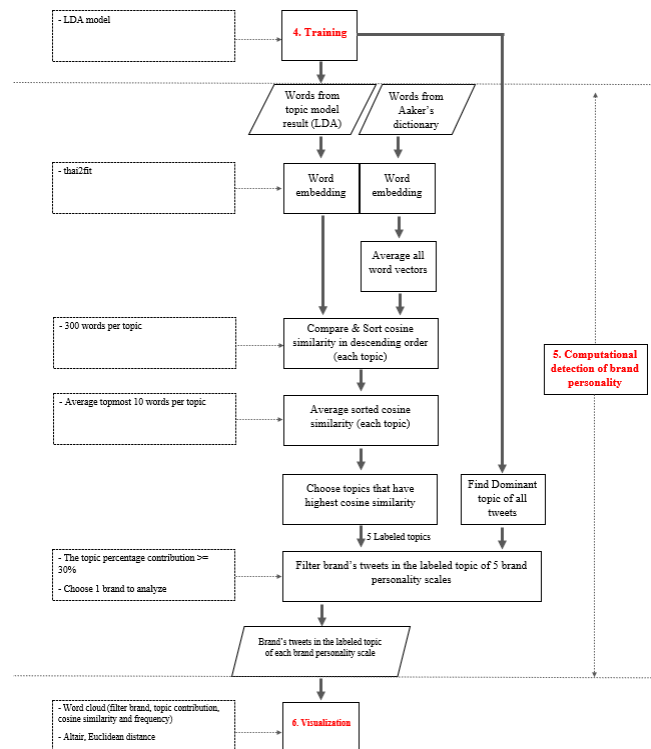 - LDA model
4. Training
Words from
topic model
result (LDA)
Words from
Aaker's
dictionary
- thai2fit
Word
embedding
Word
embedding
Average all
word vectors
- 300 words per topic
Compare & Sort cosine
similarity in descending order
(each topic)
5. Computational
detection of brand
personality
- Average topmost 10 words per topic
Average sorted cosine
similarity (each topic)
Choose topics that have
highest cosine similarity
Find Dominant
topic of all
tweets
5 Labeled topics
- The topic percentage contribution >=
30%
- Choose 1 brand to analyze
Filter brand's tweets in the labeled topic of 5 brand
personality scales
Brand's tweets in the labeled topic
of each brand personality scale
- Word cloud (filter brand, topic contribution,
cosine similarity and frequency)
- Altair, Euclidean distance
6. Visualization